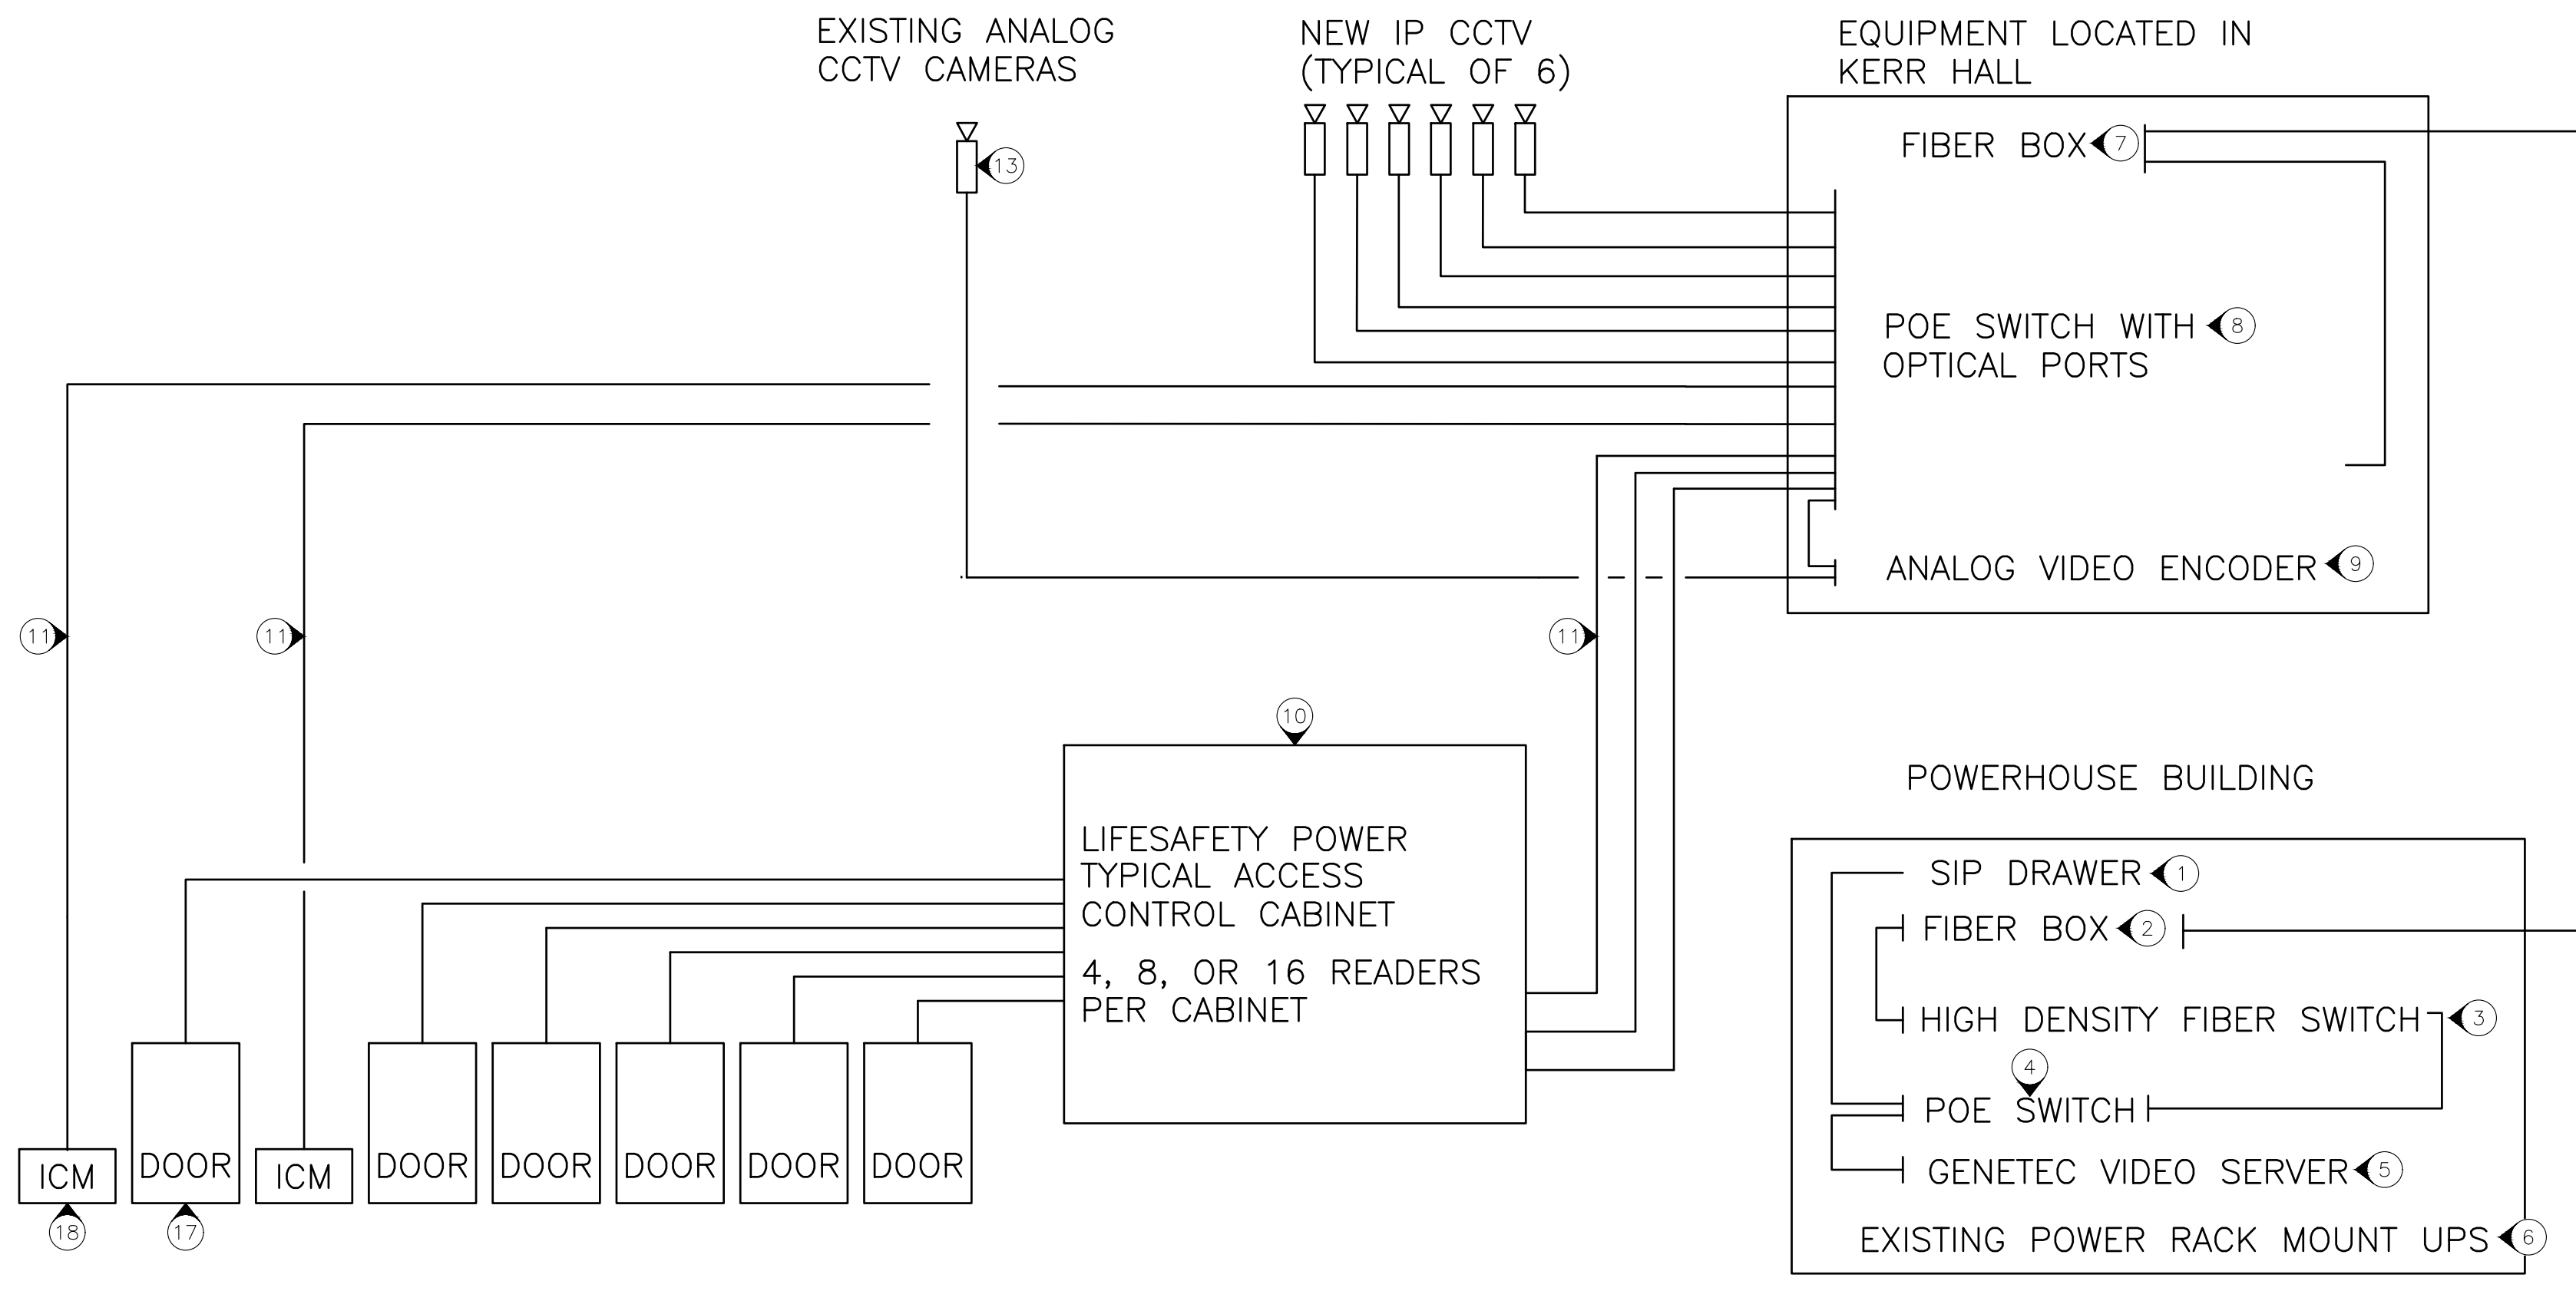 EXISTING ANALOG
CCTV CAMERAS
13
NEW IP CCTV
(TYPICAL OF 6)
EQUIPMENT LOCATED IN
KERR HALL
FIBER BOX 7
POE SWITCH WITH 8
OPTICAL PORTS
ANALOG VIDEO ENCODER 9
11
11
11
10
LIFESAFETY POWER
TYPICAL ACCESS
CONTROL CABINET
4, 8, OR 16 READERS
PER CABINET
ICM
DOOR
ICM
DOOR
DOOR
DOOR
DOOR
DOOR
18
17
POWERHOUSE BUILDING
SIP DRAWER 1
FIBER BOX 2
HIGH DENSITY FIBER SWITCH 3
4
POE SWITCH
GENETEC VIDEO SERVER 5
EXISTING POWER RACK MOUNT UPS 6